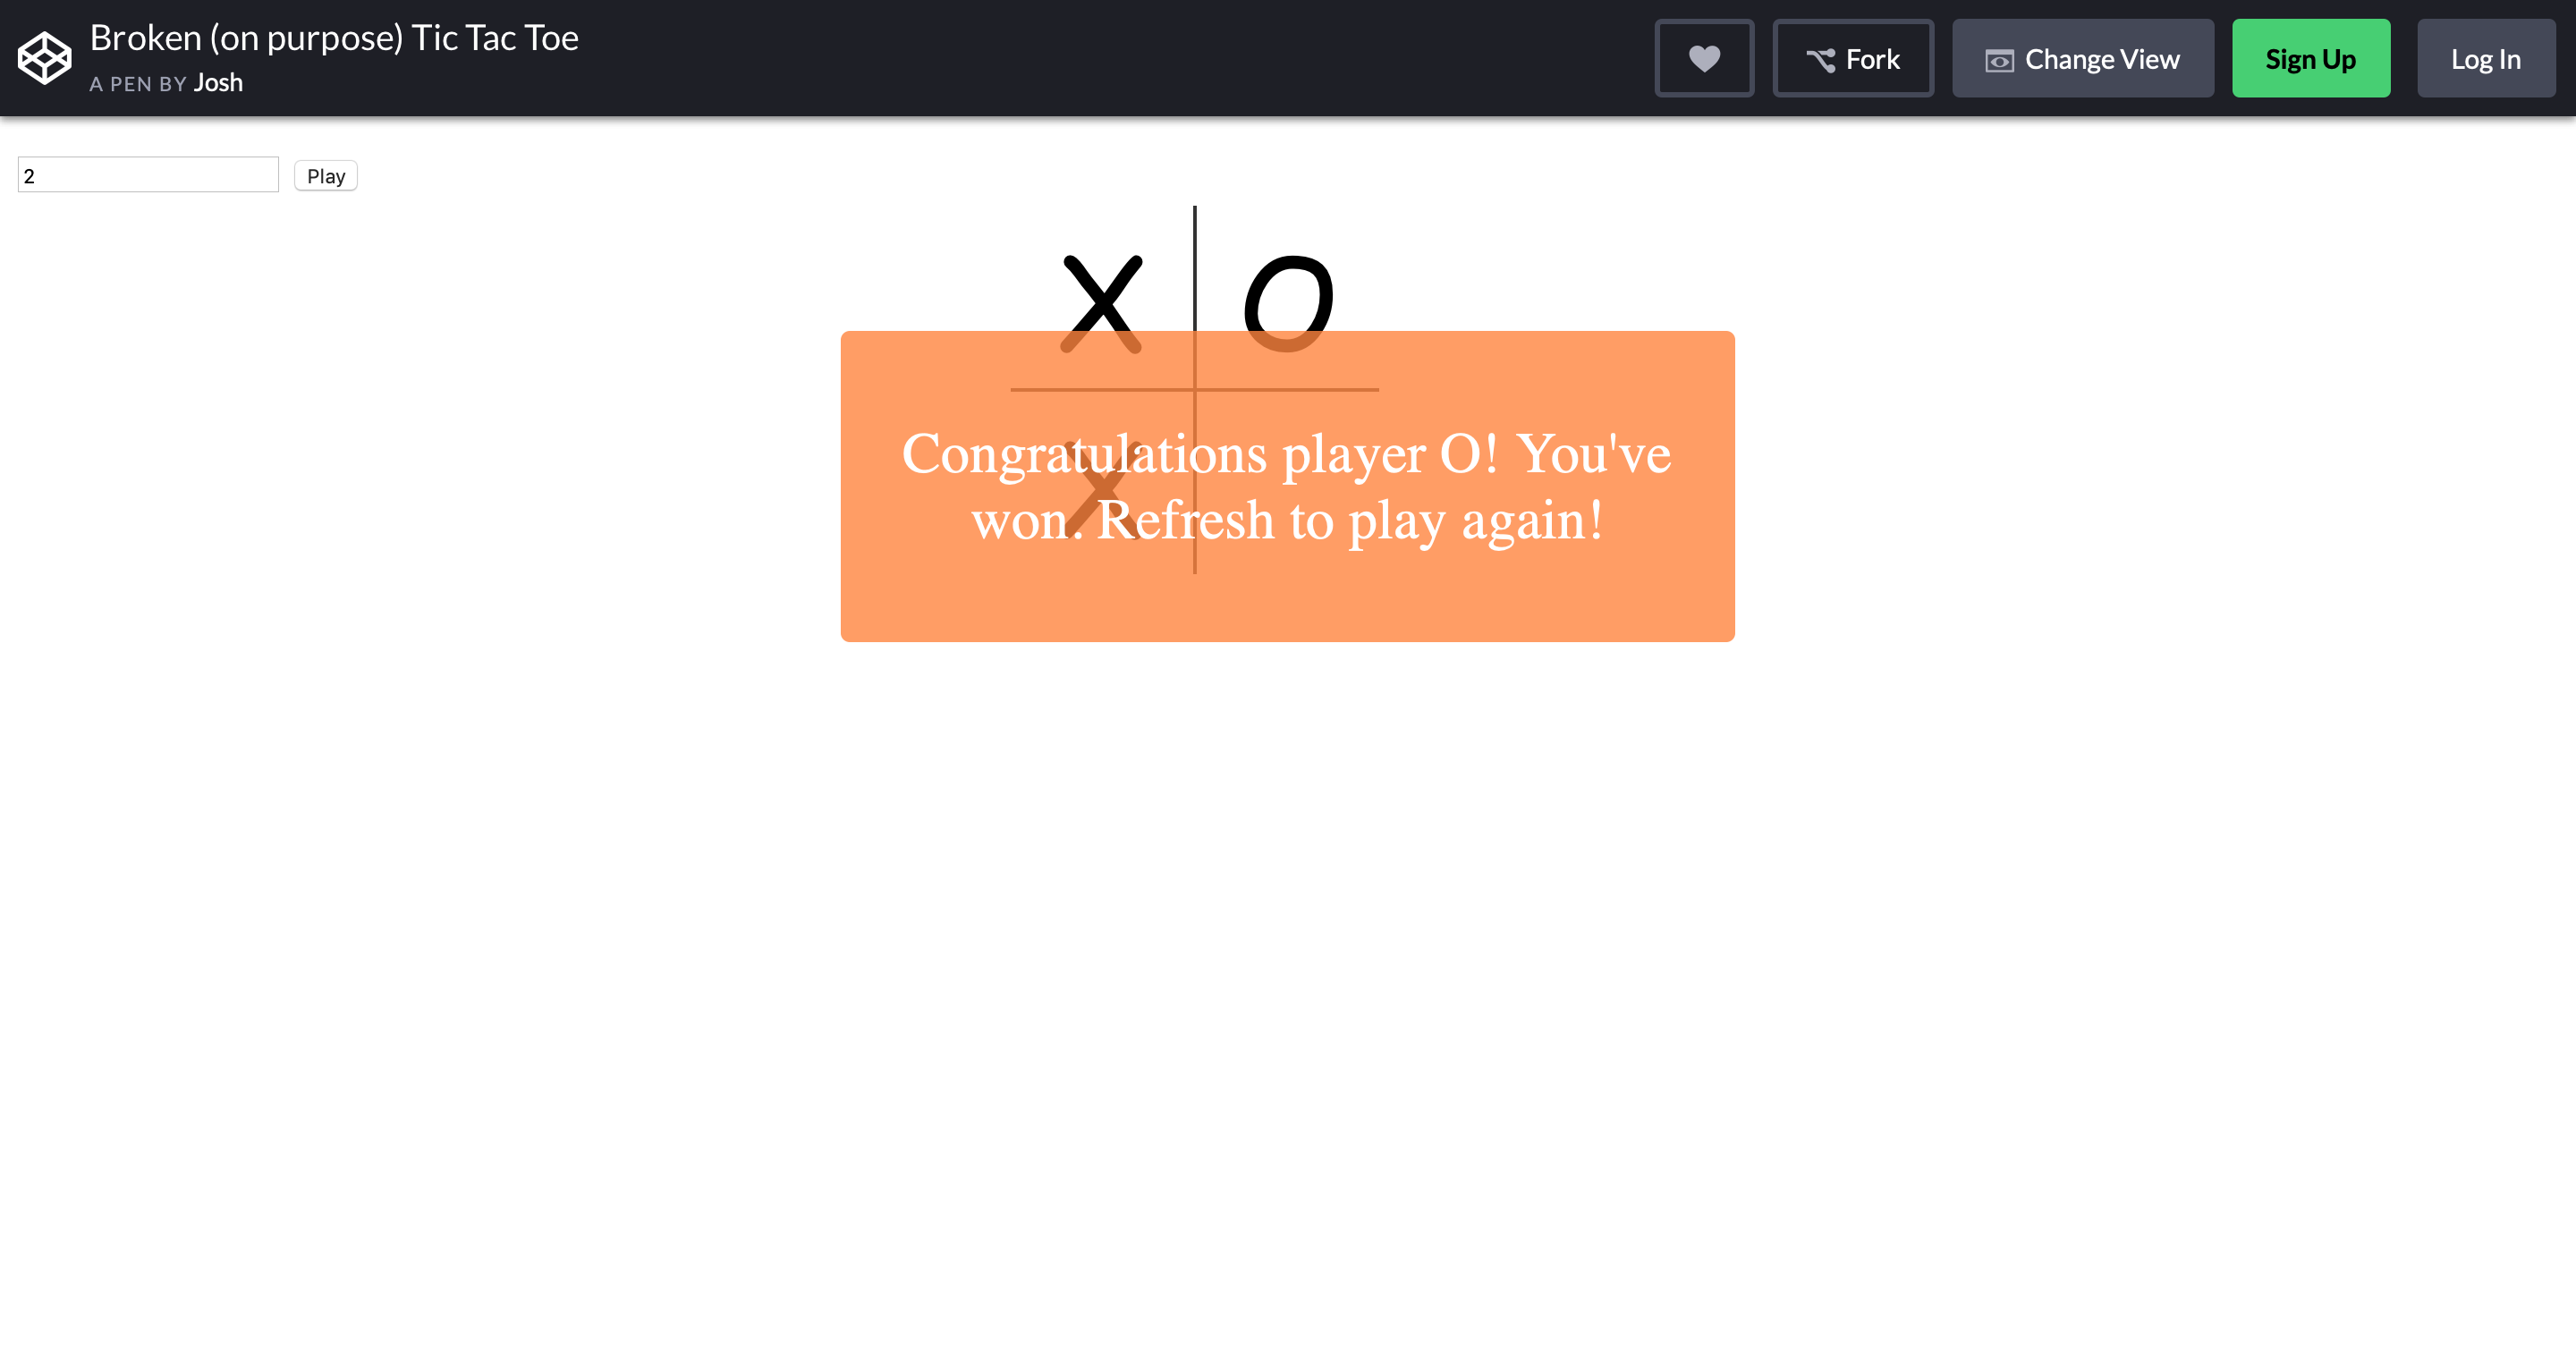 Broken (on purpose) Tic Tac Toe
A PEN BY Josh
Fork
Change View
Sign Up
Log In
2
Play
X O
X
Congratulations player O! You've
won. Refresh to play again!